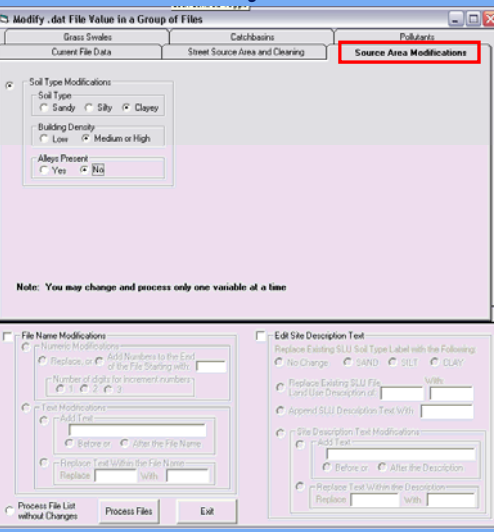 Modify .dat File Value in a Group of Files
Grass Swales
Catchbasins
Pollutants
Current File Data
Street Source Area and Cleaning
Source Area Modifications
Soil Type Modifications
Soil Type
Sandy Silty Clayey
Building Density
Low Medium or High
Alleys Present
Yes No
Note: You may change and process only one variable at a time
File Name Modifications
Numeric Modifications
Replace, or Add Numbers to the End
of the File Starting with:
Number of digits for increment numbers
1 2 3
Text Modifications
Add Text
Before or After the File Name
Replace Text Within the File Name
Replace With
Process File List
without Changes
Process Files
Exit
Edit Site Description Text
Replace Existing SLU Soil Type Label with the Following:
No Change SAND SILT CLAY
Replace Existing SLU File With
Land Use Description of:
Append SLU Description Text With
Site Description Text Modifications
Add Text
Before or After the Description
Replace Text Within the Description
Replace With